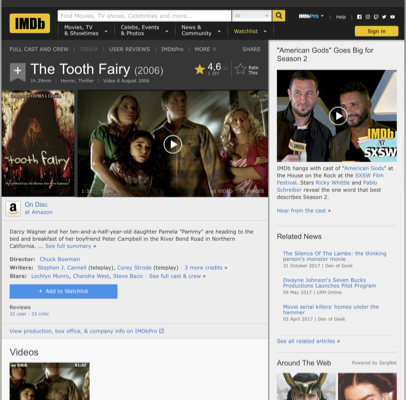 IMDb
Find Movies, TV shows, Celebrities and more...
All
IMDbPro
Help
Movies, TV & Showtimes
Celebs, Events & Photos
News & Community
Watchlist
Sign in
FULL CAST AND CREW
TRIVIA
USER REVIEWS
IMDbPro
MORE
SHARE
The Tooth Fairy (2006)
1h 29min | Horror, Thriller | Video 8 August 2006
4,6
Rate This
tooth fairy
On Disc
at Amazon
Darcy Wagner and her ten-and-a-half-year-old daughter Pamela "Pammy" are heading to the
bed and breakfast of her boyfriend Peter Campbell in the River Bend Road in Northern
California. ... See full summary »
Director: Chuck Bowman
Writers: Stephen J. Cannell (teleplay), Corey Strode (teleplay) | 3 more credits »
Stars: Lochlyn Munro, Chandra West, Steve Bacic | See full cast & crew »
+ Add to Watchlist
Reviews
32 user | 33 critic
View production, box office, & company info on IMDbPro
Videos
"American Gods" Goes Big for
Season 2
IMDb
AT
SXSW
IMDb hangs with cast of "American Gods" at
the House on the Rock at the SXSW Film
Festival. Stars Ricky Whittle and Pablo
Schreiber reveal the one word that best
describes Season 2.
Hear from the cast »
Related News
The Silence Of The Lambs: the thinking
person's monster movie
31 October 2017 | Den of Geek
Dwayne Johnson's Seven Bucks
Productions Launches Pilot Program
09 May 2017 | LRM Online
Movie serial killers' homes: under the
hammer
03 April 2017 | Den of Geek
See all related articles »
Around The Web
Powered by ZergNet